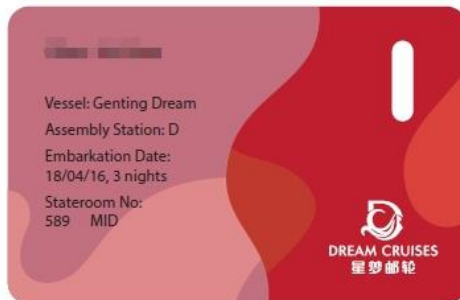 Vessel: Genting Dream
Assembly Station: D
Embarkation Date:
18/04/16, 3 nights
Stateroom No:
589 MID
DREAM CRUISES
星梦邮轮